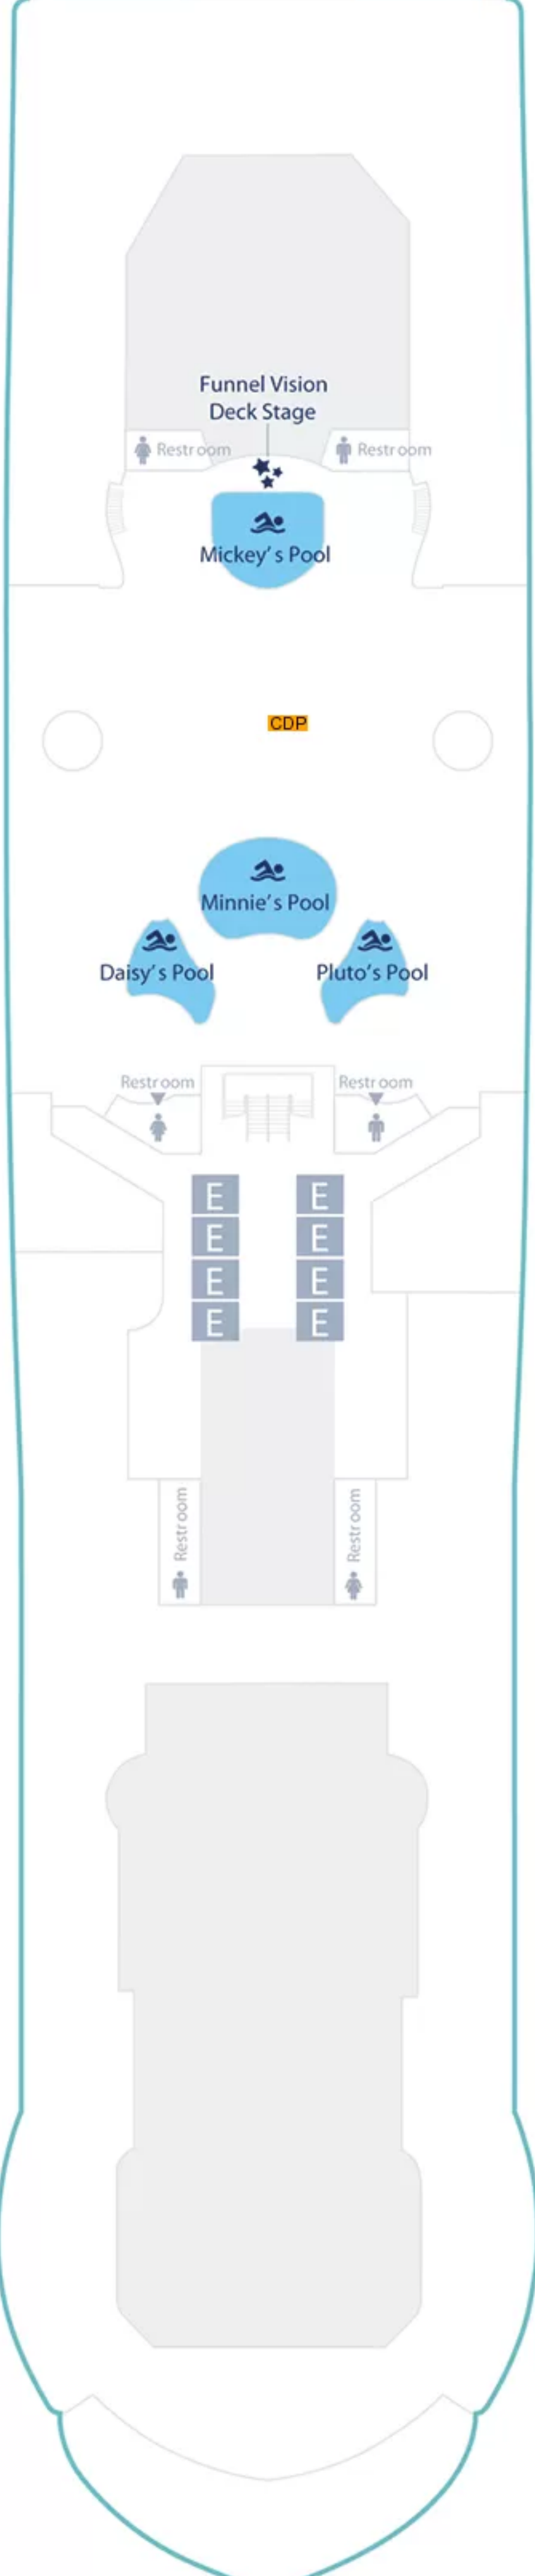 Funnel Vision
Deck Stage
Restroom
Restroom
Mickey's Pool
CDP
Minnie's Pool
Daisy's Pool
Pluto's Pool
Restroom
Restroom
E
E
E
E
E
E
E
E
Restroom
Restroom